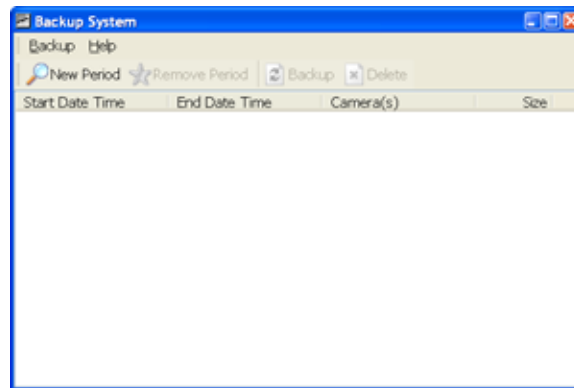 Backup System
Backup Help
New Period Remove Period Backup Delete
Start Date Time End Date Time Camera(s) Size